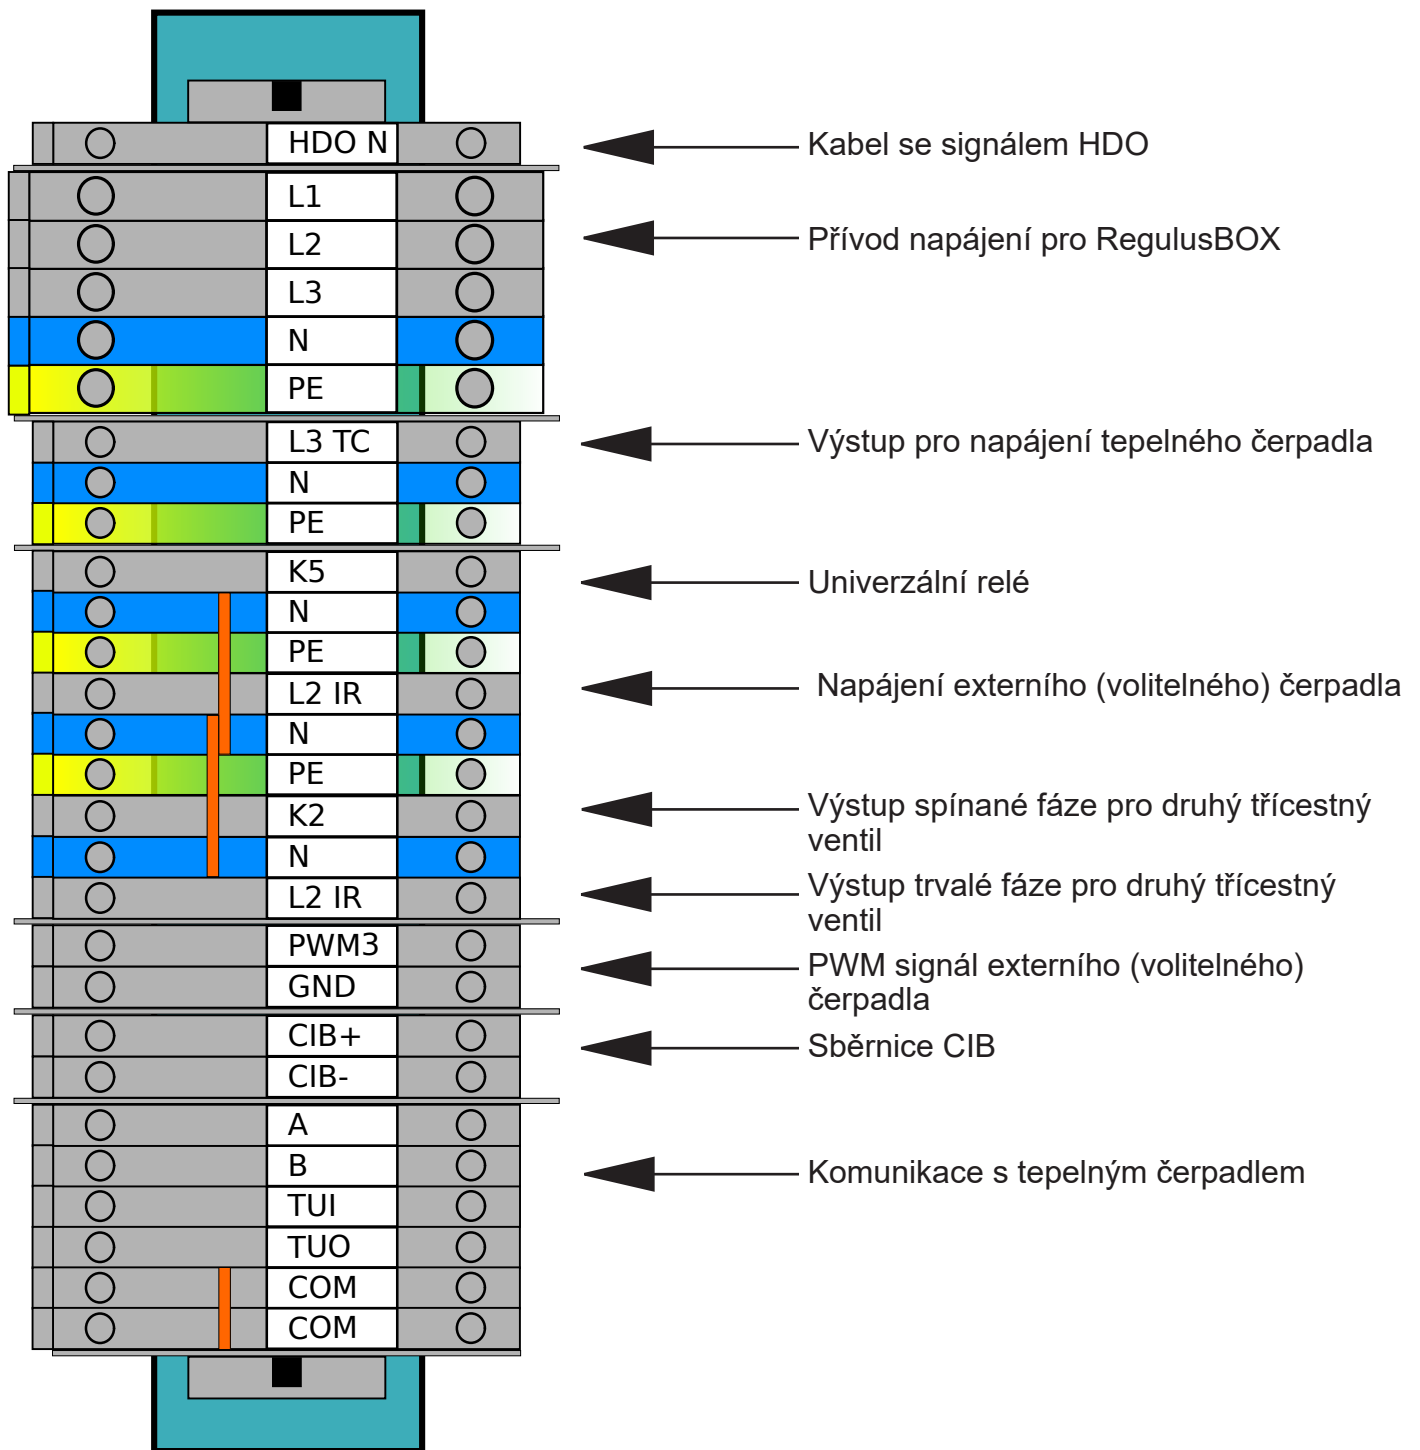 HDO N
Kabel se signálem HDO
L1
L2
Přívod napájení pro RegulusBOX
L3
N
PE
L3 TC
Výstup pro napájení tepelného čerpadla
N
PE
K5
Univerzální relé
N
PE
L2 IR
Napájení externího (volitelného) čerpadla
N
PE
K2
Výstup spínané fáze pro druhý třícestný
ventil
N
L2 IR
Výstup trvalé fáze pro druhý třícestný
ventil
PWM3
GND
PWM signál externího (volitelného)
čerpadla
CIB+
Sběrnice CIB
CIB-
A
B
Komunikace s tepelným čerpadlem
TUI
TUO
COM
COM